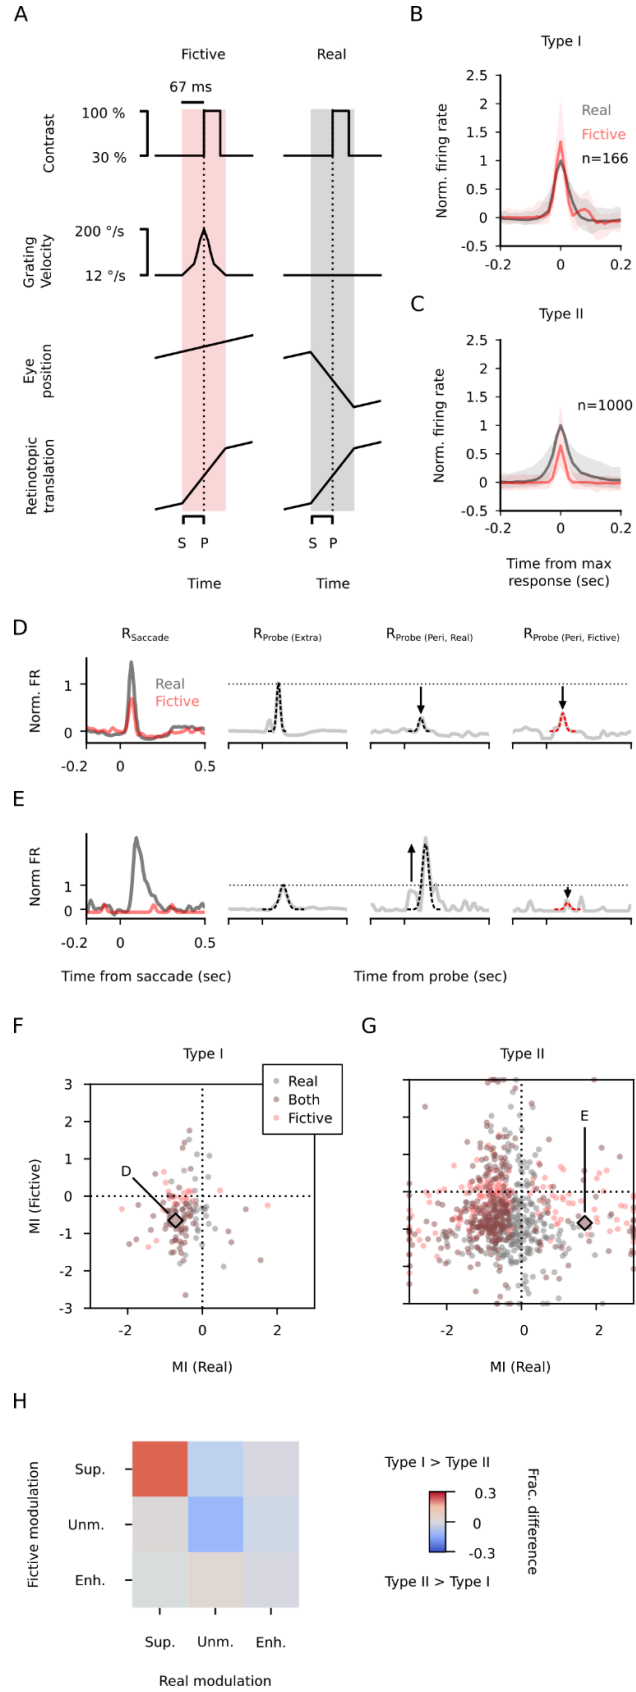 A
Fictive
Real
67 ms
Contrast
100 %
30 %
Grating
Velocity
200 °/s
12 °/s
Eye
position
Retinotopic
translation
S P
S P
Time
Time
B
Type I
Norm. firing rate
2.5
2
1.5
1
0.5
0
-0.5
Real
Fictive
n=166
-0.2 0 0.2
C
Type II
Norm. firing rate
2.5
2
1.5
1
0.5
0
-0.5
n=1000
-0.2 0 0.2
Time from max
response (sec)
D
RSaccade
RProbe (Extra)
RProbe (Peri, Real)
RProbe (Peri, Fictive)
Norm. FR
1
0
Real
Fictive
-0.2 0 0.5
E
Norm FR
1
0
-0.2 0 0.5
Time from saccade (sec)
Time from probe (sec)
F
Type I
MI (Fictive)
3
2
1
0
-1
-2
-3
Real
Both
Fictive
D
-2 0 2
MI (Real)
G
Type II
E
-2 0 2
MI (Real)
H
Fictive modulation
Sup.
Unm.
Enh.
Sup. Unm. Enh.
Real modulation
Type I > Type II
0.3
0
-0.3
Frac. difference
Type II > Type I